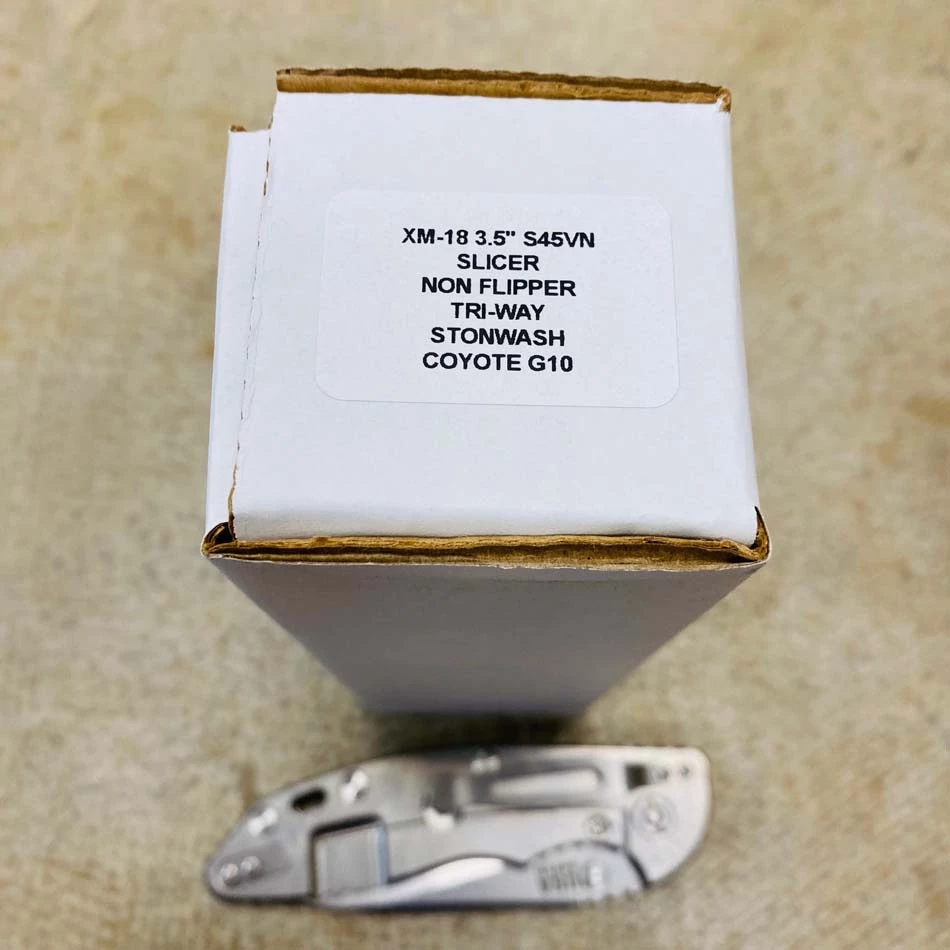 XM-18 3.5" S45VN
SLICER
NON FLIPPER
TRI-WAY
STONWASH
COYOTE G10